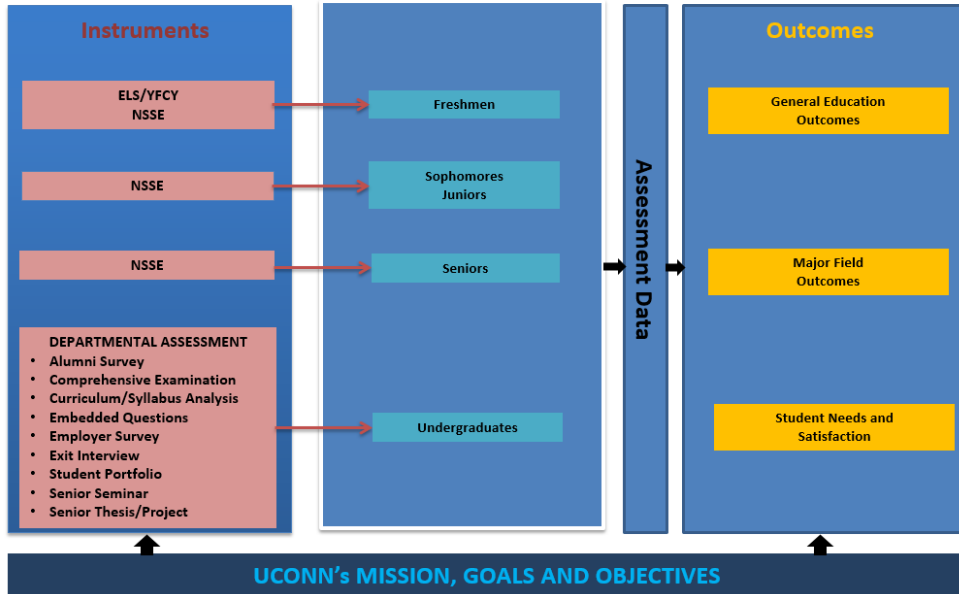 Instruments
ELS/YFCY
NSSE
NSSE
NSSE
DEPARTMENTAL ASSESSMENT
• Alumni Survey
• Comprehensive Examination
• Curriculum/Syllabus Analysis
• Embedded Questions
• Employer Survey
• Exit Interview
• Student Portfolio
• Senior Seminar
• Senior Thesis/Project
Freshmen
Sophomores
Juniors
Seniors
Undergraduates
Assessment Data
Outcomes
General Education
Outcomes
Major Field
Outcomes
Student Needs and
Satisfaction
UCONN's MISSION, GOALS AND OBJECTIVES